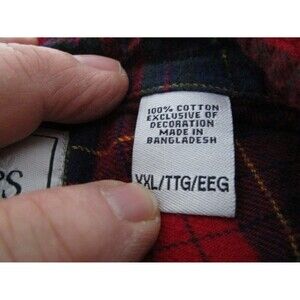 100% COTTON
EXCLUSIVE OF
DECORATION
MADE IN
BANGLADESH
XXL/TTG/EEG